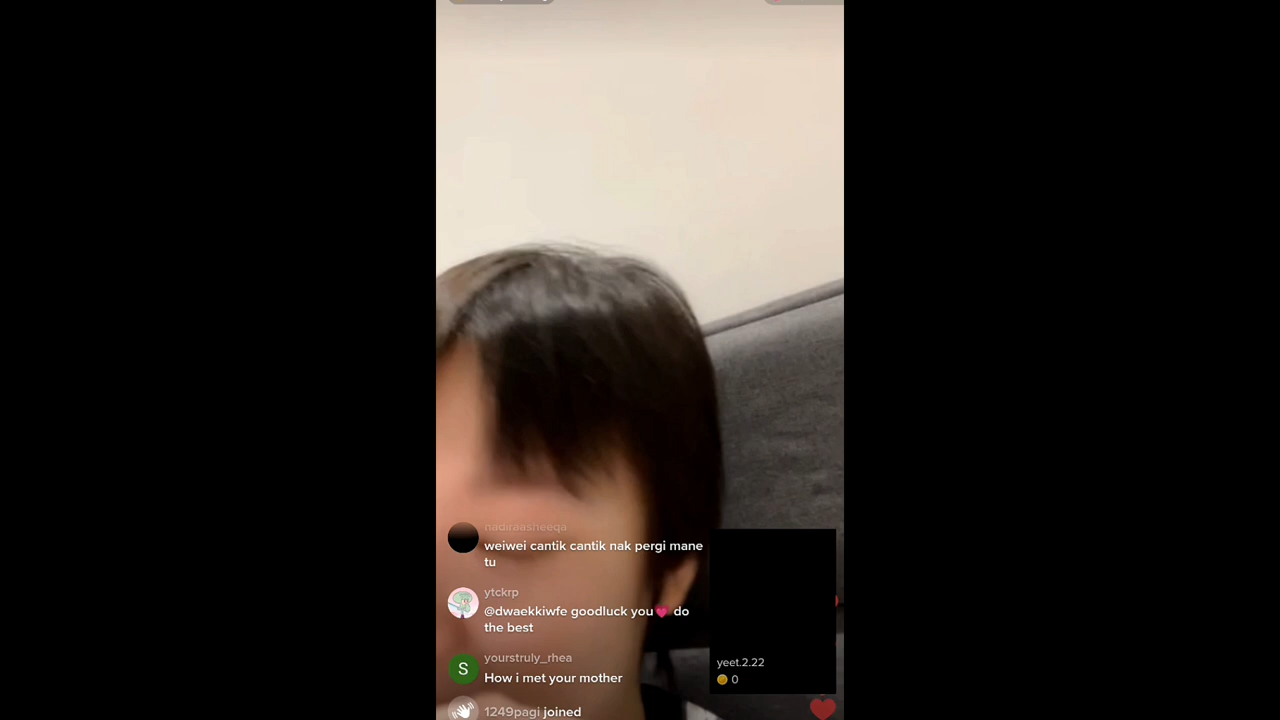 nadiraasheeqa
weiwei cantik cantik nak pergi mane
tu
ytckrp
@dwaekkiwfe goodluck you💗 do
the best
yourstruly_rhea
S
How i met your mother
1249pagi joined
yeet.2.22
0